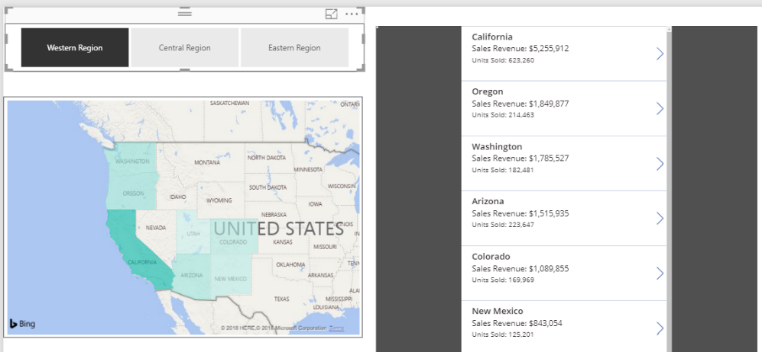 Western Region
Central Region
Eastern Region
SASKATCHEWAN
ONTARIO
WASHINGTON
MONTANA
NORTH DAKOTA
MINNESOTA
OREGON
IDAHO
SOUTH DAKOTA
WISCONSIN
WYOMING
IOWA
NEBRASKA
NEVADA
UTAH
UNITED STATES
COLORADO
KANSAS
MISSOURI
CALIFORNIA
OKLAHOMA
ARIZONA
NEW MEXICO
ARKANSAS
TEXAS
MISSISSIPPI
LOUISIANA
Bing
© 2018 HERE, © 2018 Microsoft Corporation Terms
California
Sales Revenue: $5,255,912
Units Sold: 623,260
Oregon
Sales Revenue: $1,849,877
Units Sold: 214,463
Washington
Sales Revenue: $1,785,527
Units Sold: 182,481
Arizona
Sales Revenue: $1,515,935
Units Sold: 223,647
Colorado
Sales Revenue: $1,089,855
Units Sold: 169,969
New Mexico
Sales Revenue: $843,054
Units Sold: 125,201